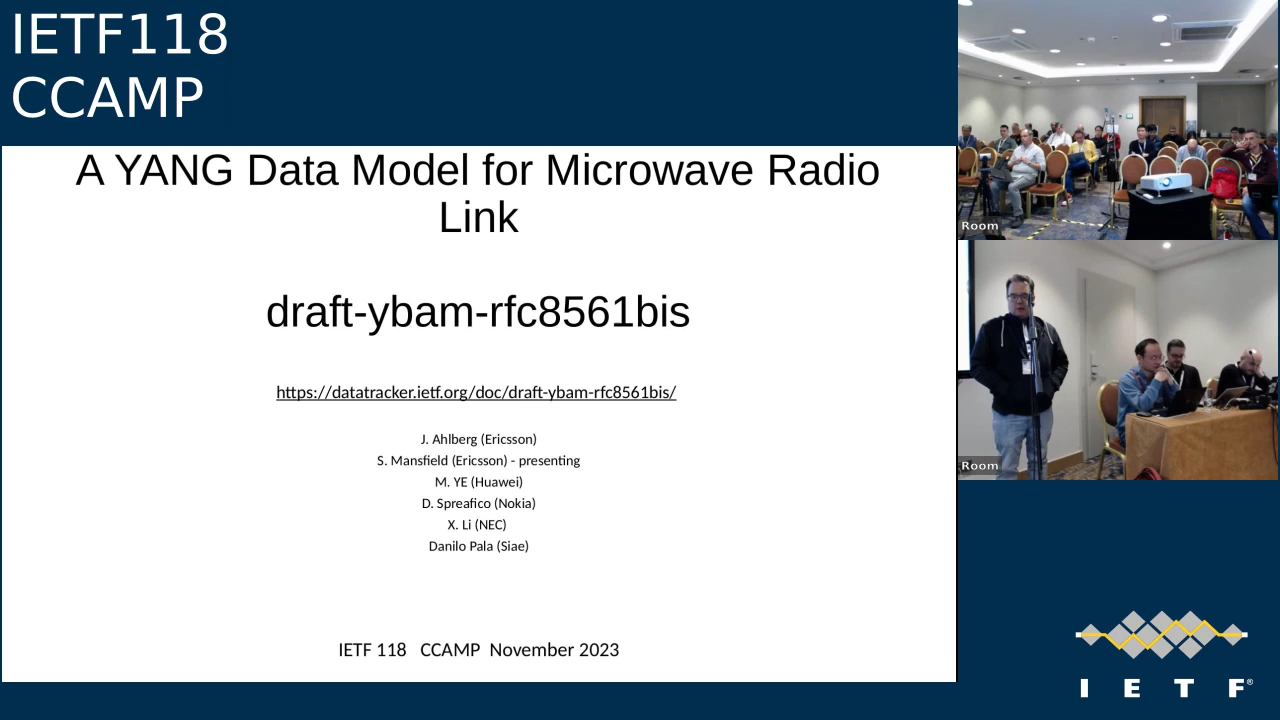 IETF118
CCAMP
A YANG Data Model for Microwave Radio
Link
draft-ybam-rfc8561bis
https://datatracker.ietf.org/doc/draft-ybam-rfc8561bis/
J. Ahlberg (Ericsson)
S. Mansfield (Ericsson) - presenting
M. YE (Huawei)
D. Spreafico (Nokia)
X. Li (NEC)
Danilo Pala (Siae)
IETF 118 CCAMP November 2023
Room
Room
I E T F®